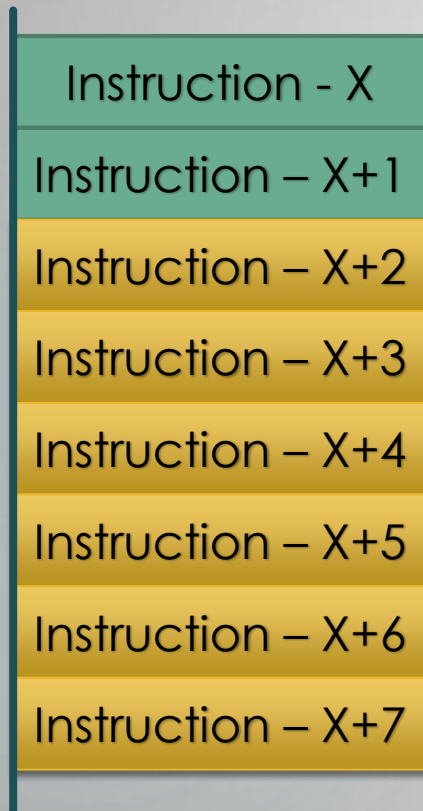 Instruction - X
Instruction – X+1
Instruction – X+2
Instruction – X+3
Instruction – X+4
Instruction – X+5
Instruction – X+6
Instruction – X+7